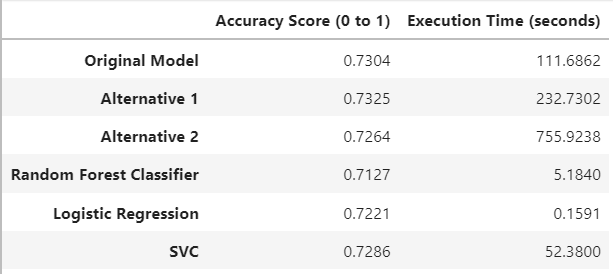 Accuracy Score (0 to 1) Execution Time (seconds)
Original Model 0.7304 111.6862
Alternative 1 0.7325 232.7302
Alternative 2 0.7264 755.9238
Random Forest Classifier 0.7127 5.1840
Logistic Regression 0.7221 0.1591
SVC 0.7286 52.3800